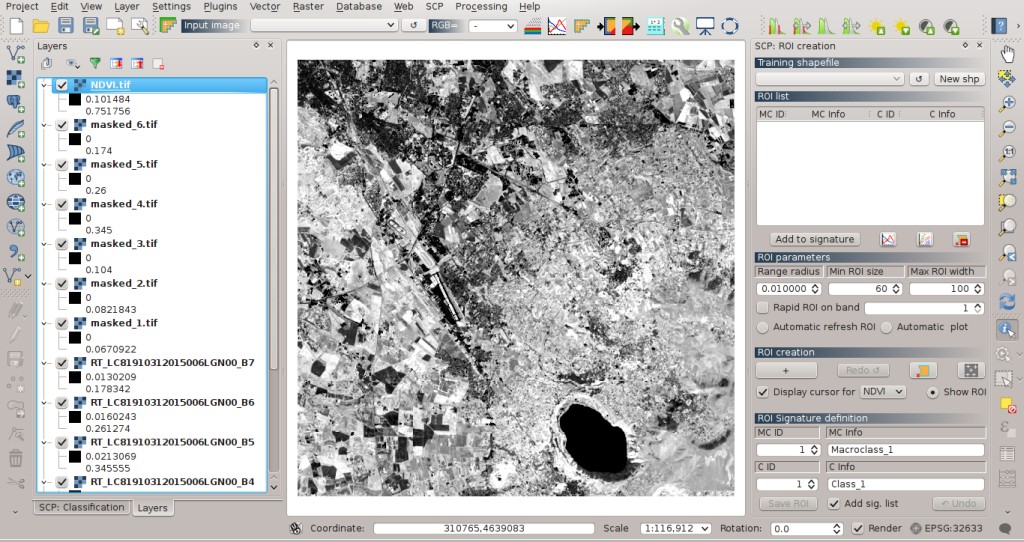 Project Edit View Layer Settings Plugins Vector Raster Database Web SCP Processing Help
Input image RGB= -
Layers
NDVI.tif
0.101484
0.751756
masked_6.tif
0
0.174
masked_5.tif
0
0.26
masked_4.tif
0
0.345
masked_3.tif
0
0.104
masked_2.tif
0
0.0821843
masked_1.tif
0
0.0670922
RT_LC81910312015006LGN00_B7
0.0130209
0.178342
RT_LC81910312015006LGN00_B6
0.0160243
0.261274
RT_LC81910312015006LGN00_B5
0.0213069
0.345555
RT_LC81910312015006LGN00_B4
SCP: Classification Layers
SCP: ROI creation
Training shapefile
New shp
ROI list
MC ID MC Info C ID C Info
Add to signature
ROI parameters
Range radius Min ROI size Max ROI width
0.010000 60 100
Rapid ROI on band 1
Automatic refresh ROI Automatic plot
ROI creation
+ Redo
Display cursor for NDVI Show ROI
ROI Signature definition
MC ID MC Info
1 Macroclass_1
C ID C Info
1 Class_1
Save ROI Add sig. list Undo
Coordinate: 310765,4639083 Scale 1:116,912 Rotation: 0.0 Render EPSG:32633